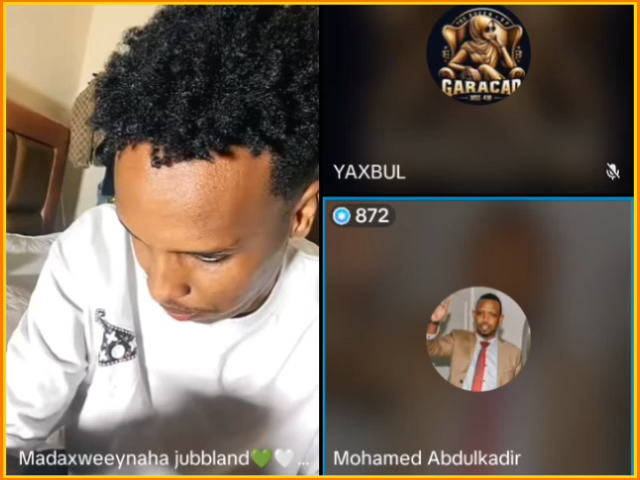 GARACAD
YAXBUL
872
Madaxweeynaha jubbland💚🤍...
Mohamed Abdulkadir